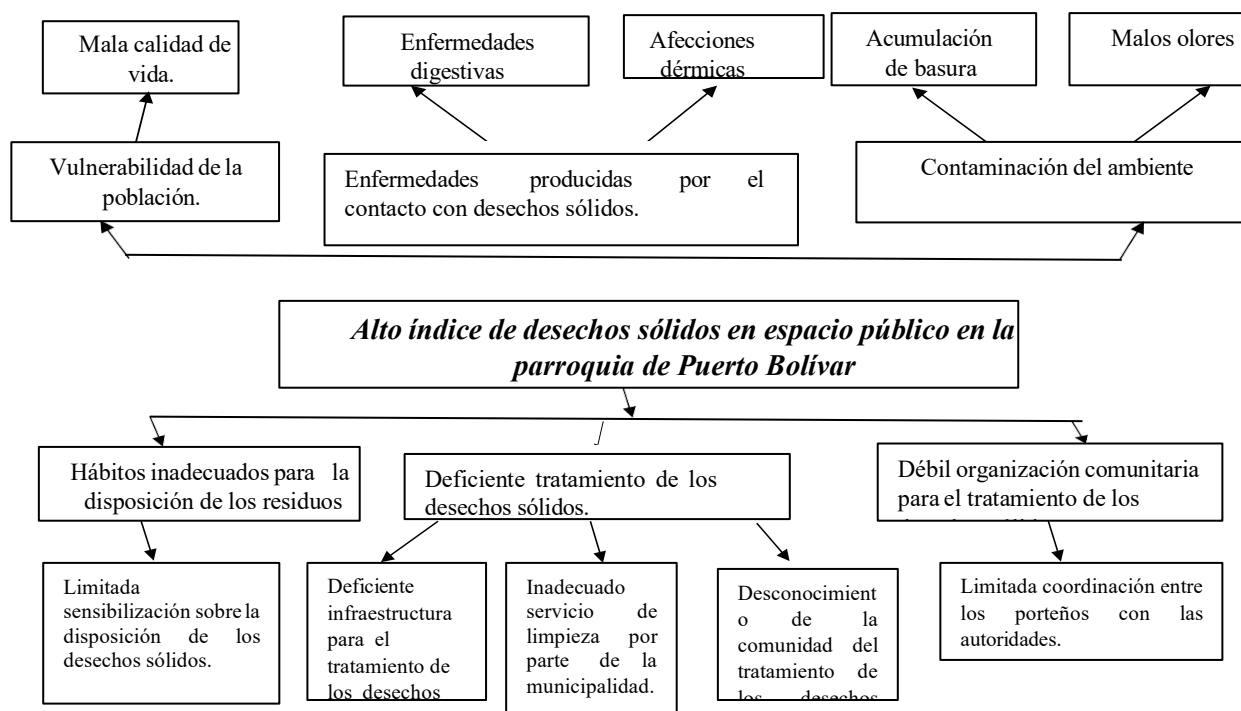 Mala calidad de
vida.
Enfermedades
digestivas
Afecciones
dérmicas
Acumulación
de basura
Malos olores
Vulnerabilidad de la
población.
Enfermedades producidas por el
contacto con desechos sólidos.
Contaminación del ambiente
Alto índice de desechos sólidos en espacio público en la
parroquia de Puerto Bolívar
Hábitos inadecuados para la
disposición de los residuos
Deficiente tratamiento de los
desechos sólidos.
Débil organización comunitaria
para el tratamiento de los
Limitada
sensibilización sobre la
disposición de los
desechos sólidos.
Deficiente
infraestructura
para el
tratamiento de
los desechos
Inadecuado
servicio de
limpieza por
parte de la
municipalidad.
Desconocimient
o de la
comunidad del
tratamiento de
los desechos
Limitada coordinación entre
los porteños con las
autoridades.